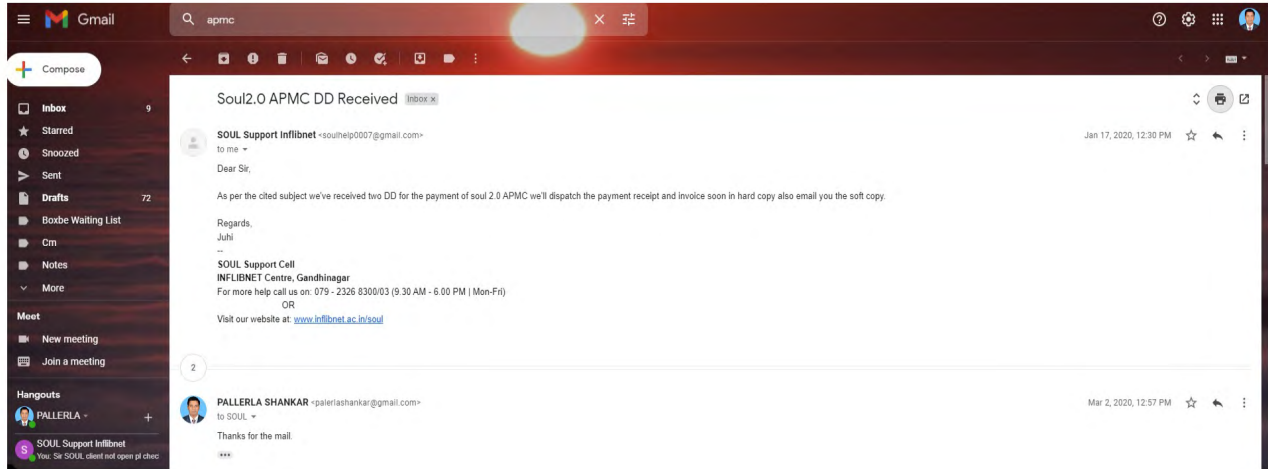 Gmail
apmc
Compose
Inbox 9
Starred
Snoozed
Sent
Drafts 72
Boxbe Waiting List
Cm
Notes
More
Meet
New meeting
Join a meeting
Hangouts
PALLERLA
S
SOUL Support Inflibnet
You: Sir SOUL client not open pl chec
Soul2.0 APMC DD Received Inbox x
SOUL Support Inflibnet <soulhelp0007@gmail.com> Jan 17, 2020, 12:30 PM
to me
Dear Sir,
As per the cited subject we've received two DD for the payment of soul 2.0 APMC we'll dispatch the payment receipt and invoice soon in hard copy also email you the soft copy.
Regards,
Juhi
--
SOUL Support Cell
INFLIBNET Centre, Gandhinagar
For more help call us on: 079 - 2326 8300/03 (9.30 AM - 6.00 PM | Mon-Fri)
OR
Visit our website at: www.inflibnet.ac.in/soul
2
PALLERLA SHANKAR <palerlashankar@gmail.com> Mar 2, 2020, 12:57 PM
to SOUL
Thanks for the mail.